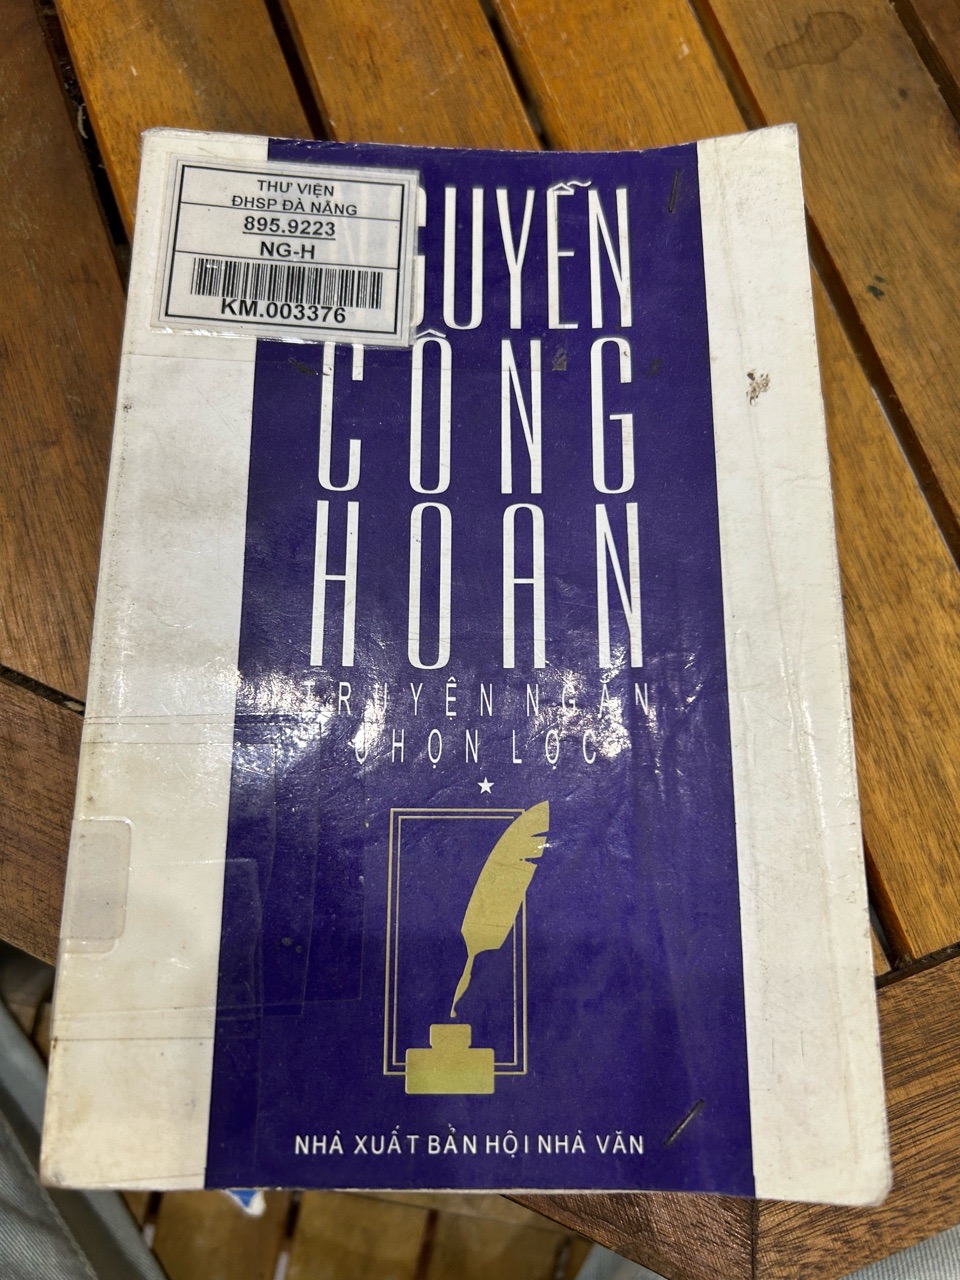 THƯ VIỆN
ĐHSP ĐÀ NẴNG
895.9223
NG-H
KM.003376
NGUYỄN
CÔNG
HOAN
TRUYỆN NGẮN
CHỌN LỌC
NHÀ XUẤT BẢN HỘI NHÀ VĂN